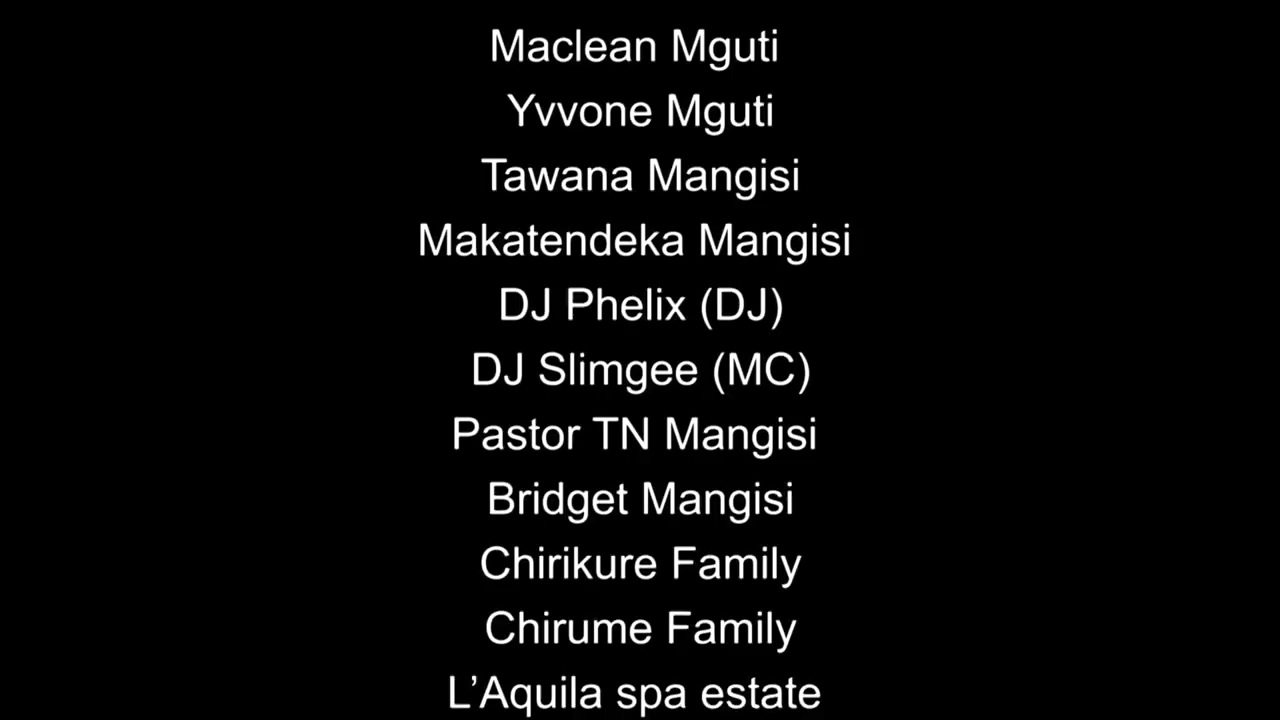 Maclean Mguti
Yvvone Mguti
Tawana Mangisi
Makatendeka Mangisi
DJ Phelix (DJ)
DJ Slimgee (MC)
Pastor TN Mangisi
Bridget Mangisi
Chirikure Family
Chirume Family
L’Aquila spa estate